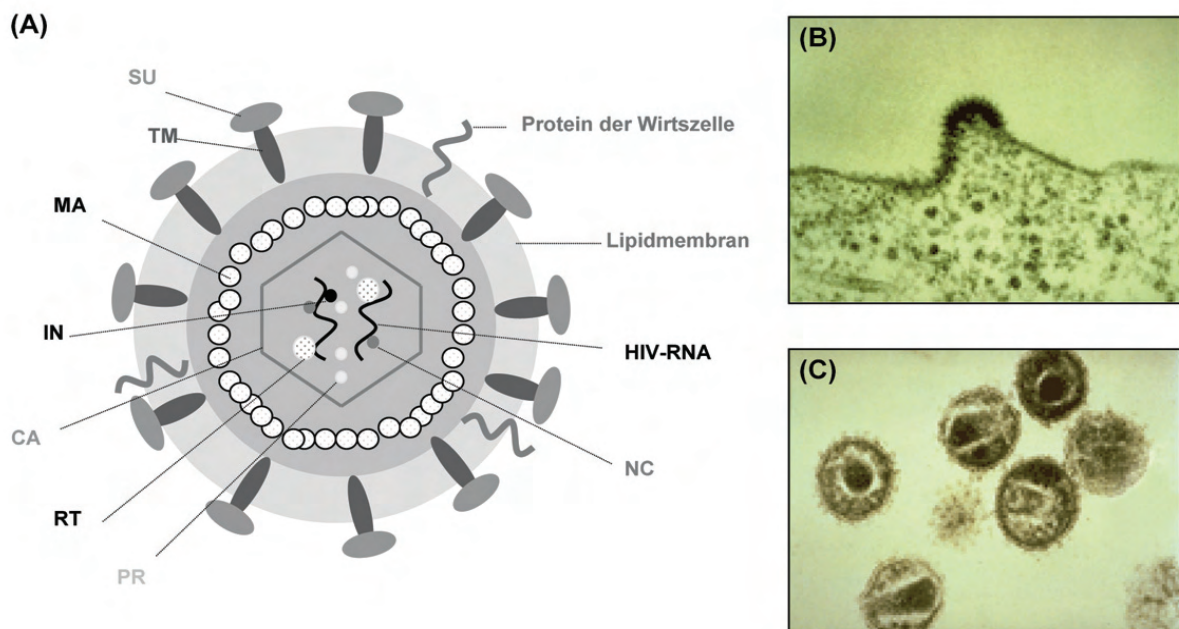 (A)
SU
TM
Protein der Wirtszelle
MA
Lipidmembran
IN
HIV-RNA
CA
NC
RT
PR
(B)
(C)